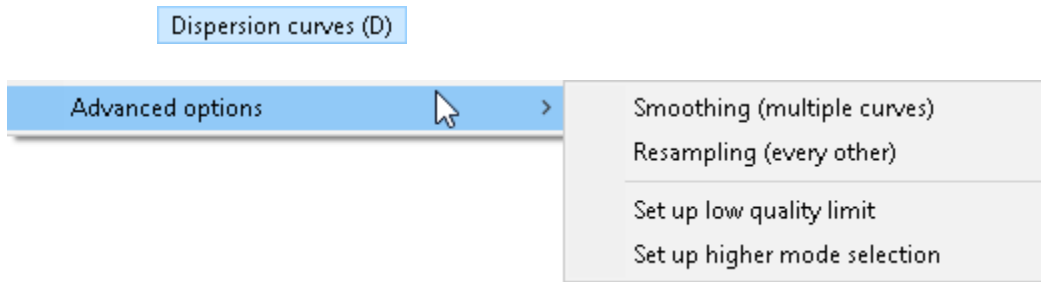 Dispersion curves (D)
Advanced options >
Smoothing (multiple curves)
Resampling (every other)
Set up low quality limit
Set up higher mode selection